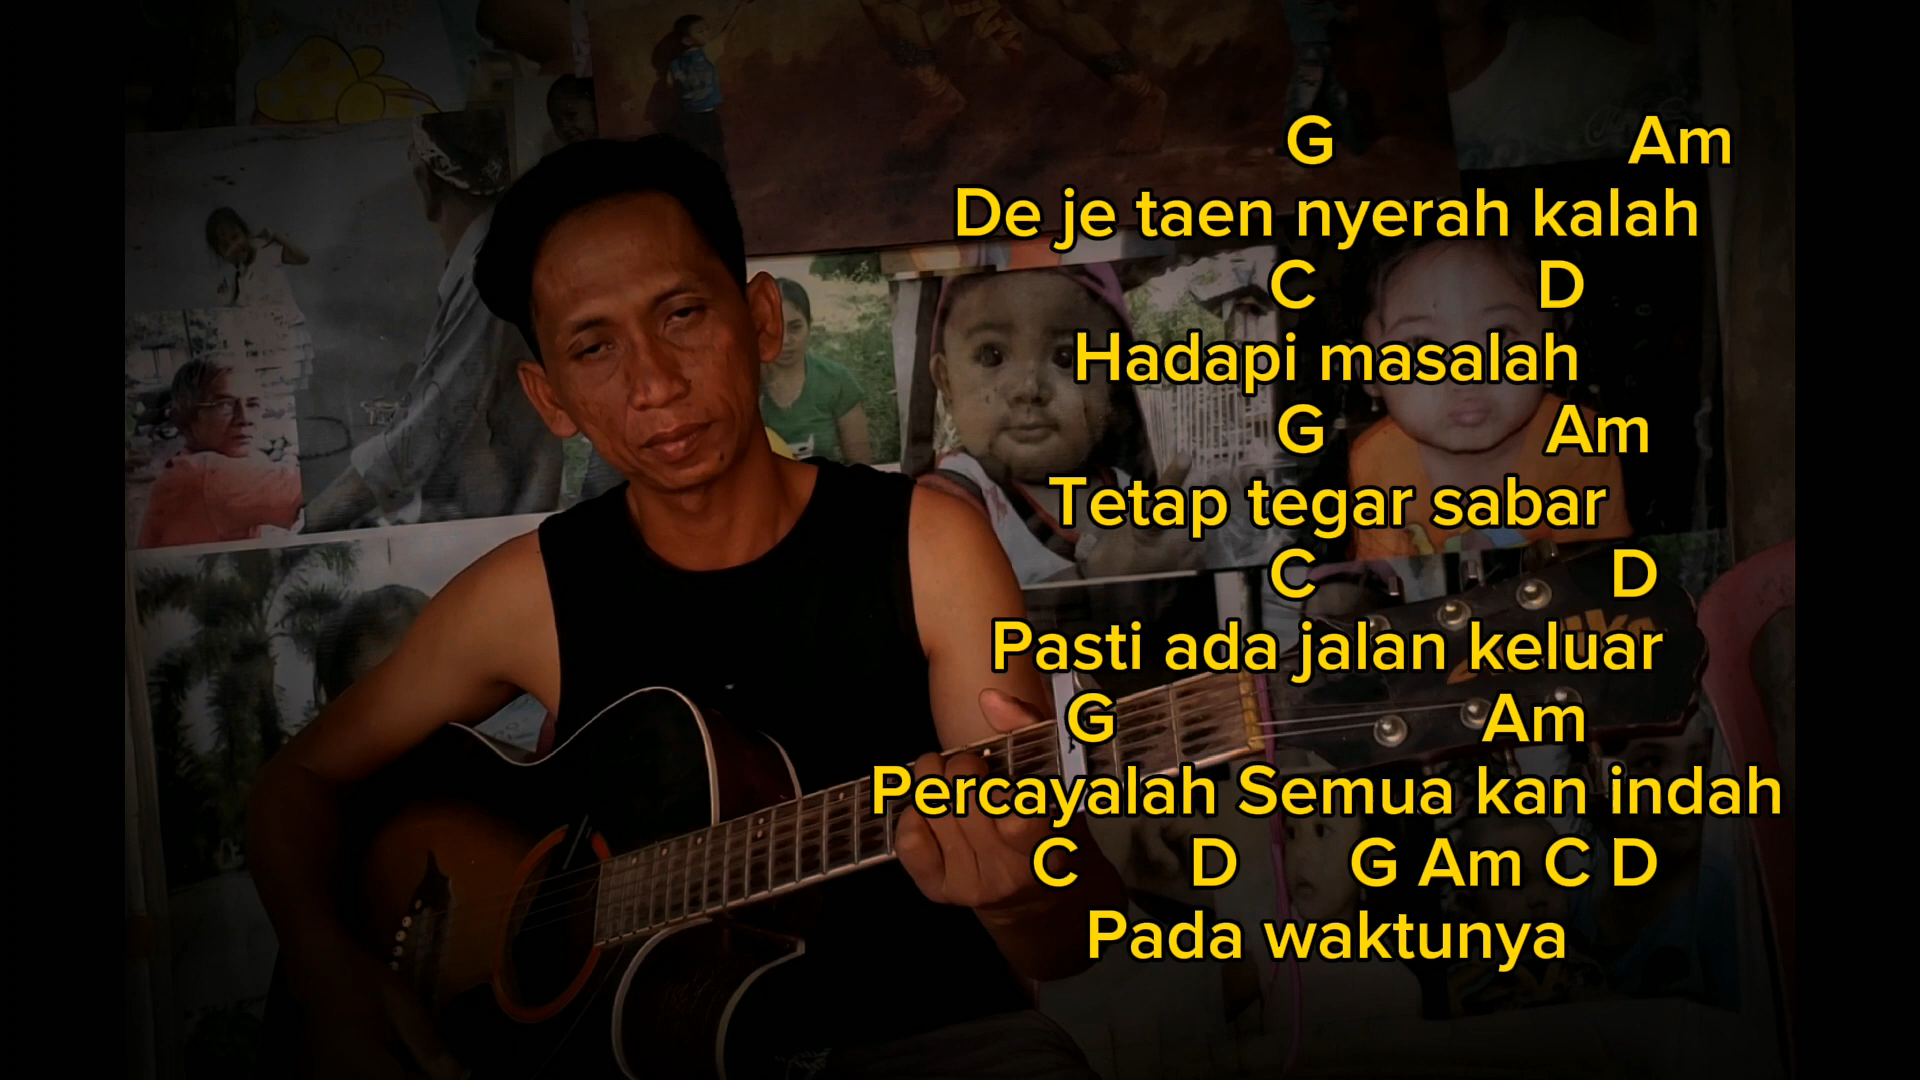 G Am
De je taen nyerah kalah
C D
Hadapi masalah
G Am
Tetap tegar sabar
C D
Pasti ada jalan keluar
G Am
Percayalah Semua kan indah
C D G Am C D
Pada waktunya